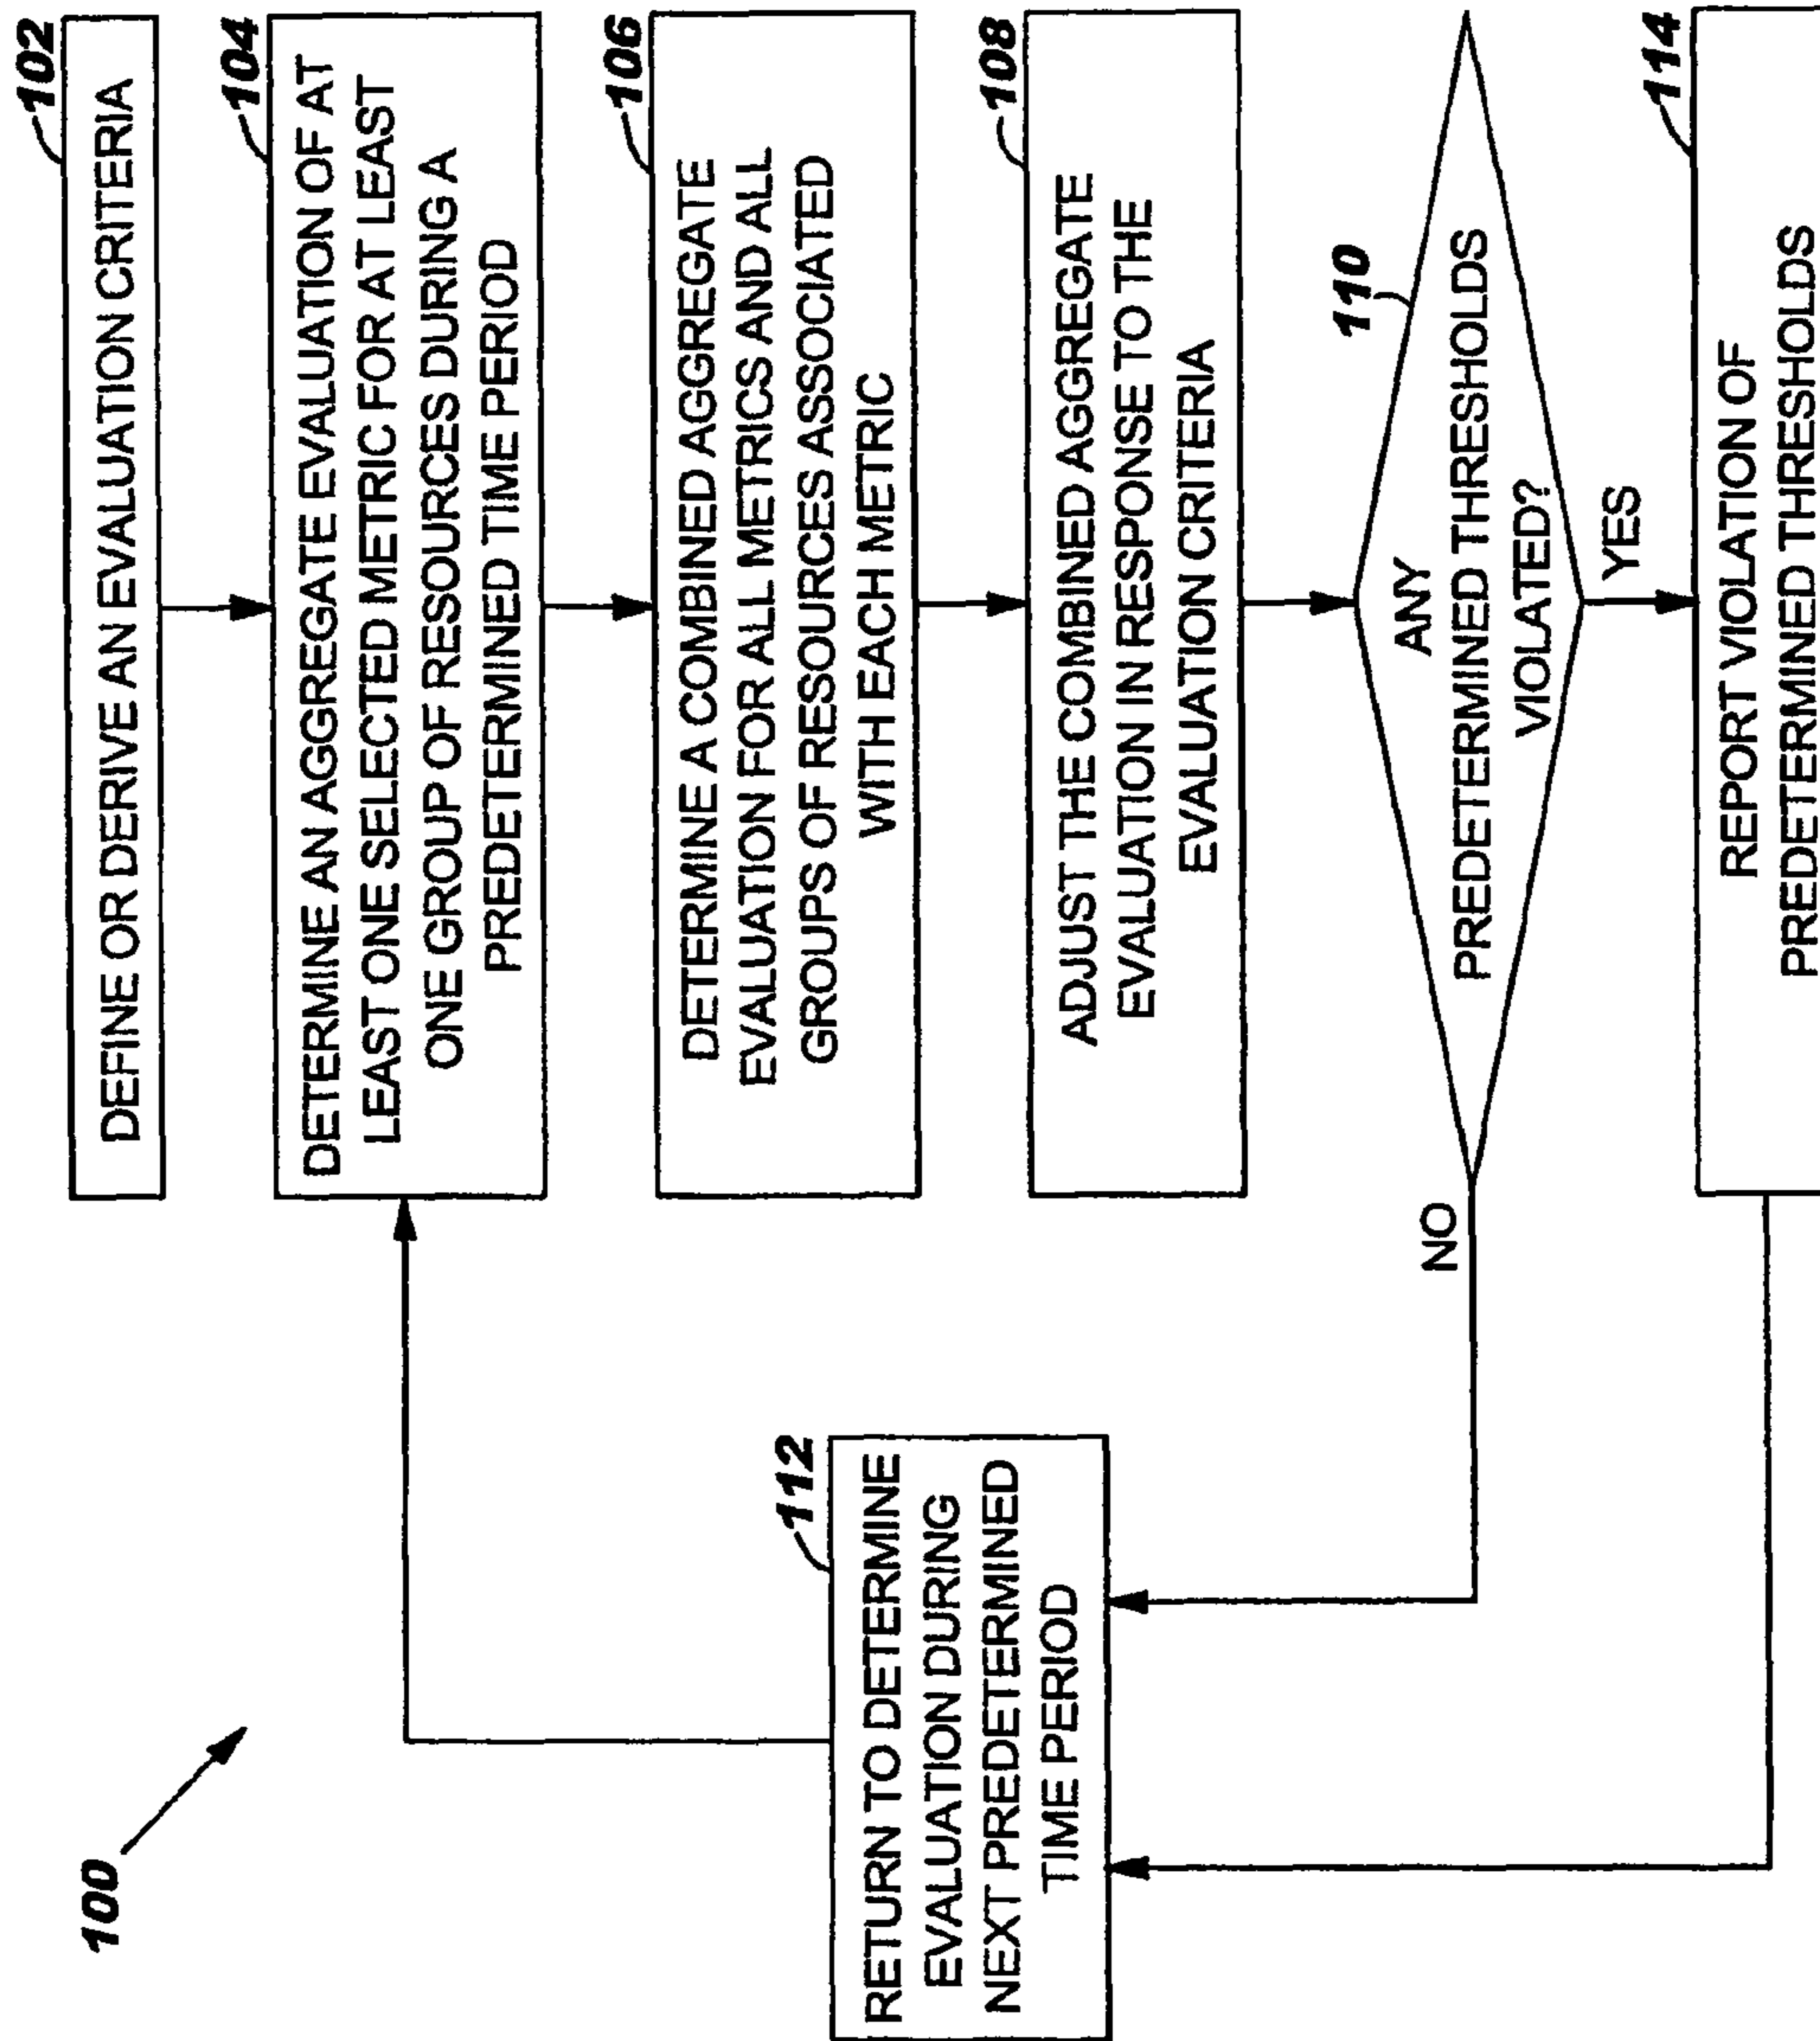 100
102
DEFINE OR DERIVE AN EVALUATION CRITERIA
104
DETERMINE AN AGGREGATE EVALUATION OF AT
LEAST ONE SELECTED METRIC FOR AT LEAST
ONE GROUP OF RESOURCES DURING A
PREDETERMINED TIME PERIOD
106
DETERMINE A COMBINED AGGREGATE
EVALUATION FOR ALL METRICS AND ALL
GROUPS OF RESOURCES ASSOCIATED
WITH EACH METRIC
108
ADJUST THE COMBINED AGGREGATE
EVALUATION IN RESPONSE TO THE
EVALUATION CRITERIA
110
ANY
PREDETERMINED THRESHOLDS
VIOLATED?
NO
YES
112
RETURN TO DETERMINE
EVALUATION DURING
NEXT PREDETERMINED
TIME PERIOD
114
REPORT VIOLATION OF
PREDETERMINED THRESHOLDS